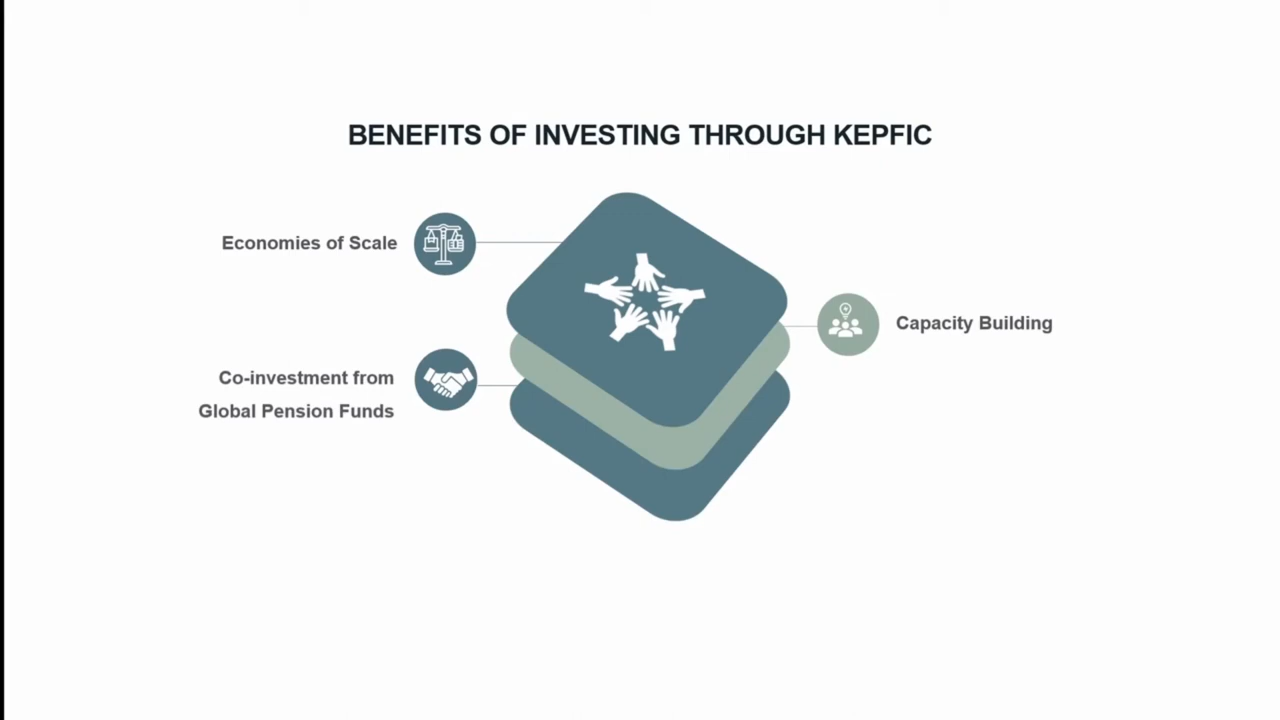 BENEFITS OF INVESTING THROUGH KEPFIC
Economies of Scale
Capacity Building
Co-investment from
Global Pension Funds